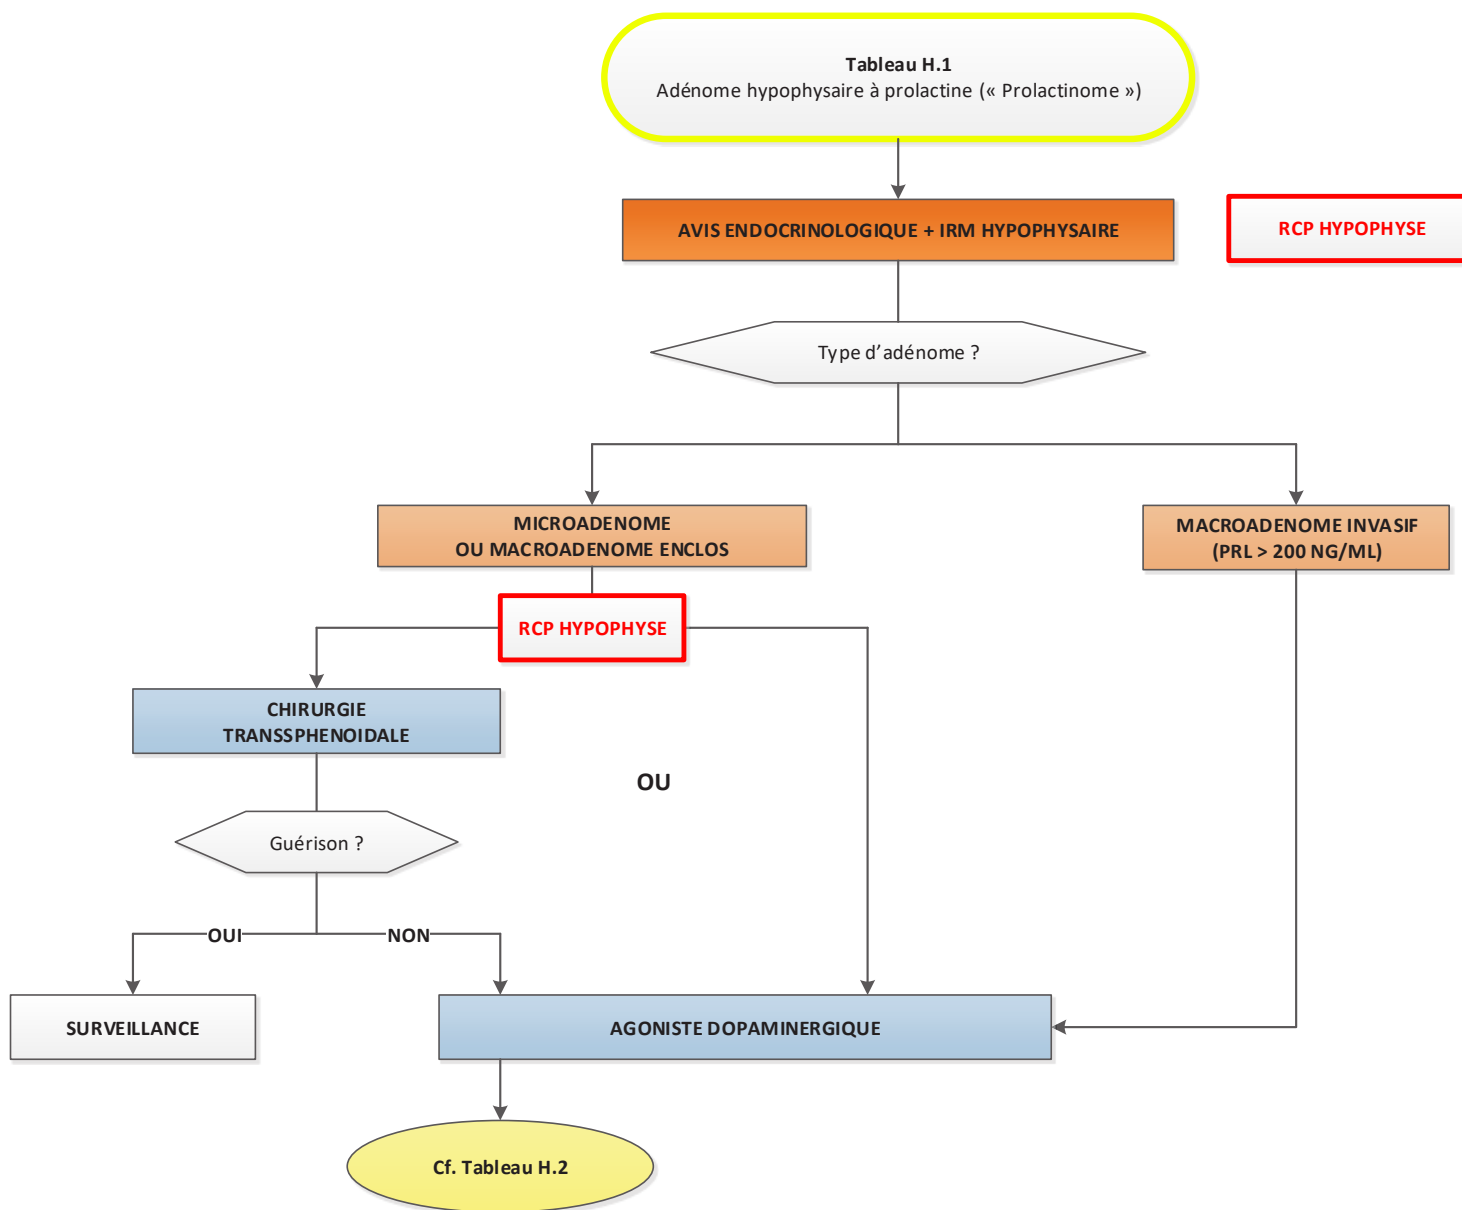 Tableau H.1
Adénome hypophysaire à prolactine (« Prolactinome »)
AVIS ENDOCRINOLOGIQUE + IRM HYPOPHYSAIRE
RCP HYPOPHYSE
Type d’adénome ?
MICROADENOME
OU MACROADENOME ENCLOS
MACROADENOME INVASIF
(PRL > 200 NG/ML)
RCP HYPOPHYSE
CHIRURGIE
TRANSSPHENOIDALE
OU
Guérison ?
OUI
NON
SURVEILLANCE
AGONISTE DOPAMINERGIQUE
Cf. Tableau H.2